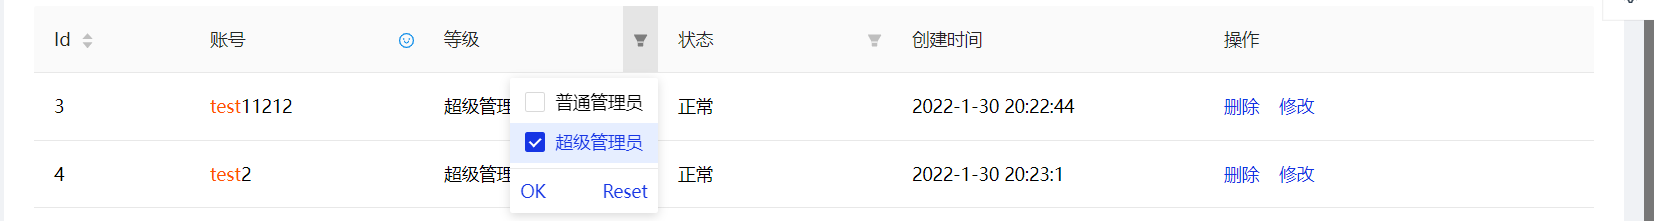 Id 账号 等级 状态 创建时间 操作
3 test11212 超级管理 正常 2022-1-30 20:22:44 删除 修改
普通管理员
超级管理员
4 test2 超级管理 正常 2022-1-30 20:23:1 删除 修改
OK Reset